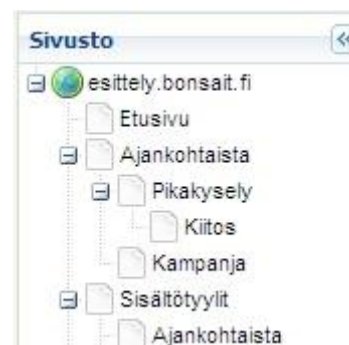 Sivusto
esittely.bonsait.fi
Etusivu
Ajankohtaista
Pikakysely
Kiitos
Kampanja
Sisältötyylit
Ajankohtaista